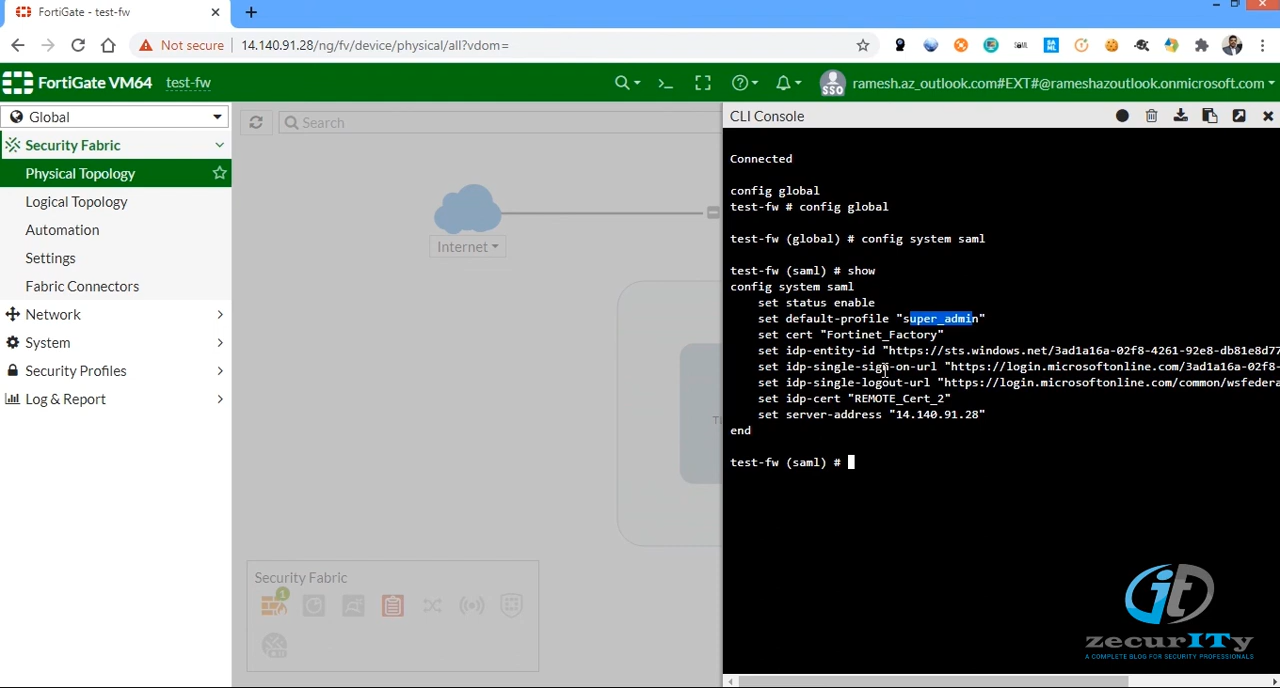 FortiGate - test-fw
Not secure
14.140.91.28/ng/fv/device/physical/all?vdom=
FortiGate VM64
test-fw
SSO
ramesh.az_outlook.com#EXT#@rameshazoutlook.onmicrosoft.com
Global
Security Fabric
Physical Topology
Logical Topology
Automation
Settings
Fabric Connectors
Network
System
Security Profiles
Log & Report
Search
Internet
Security Fabric
1
CLI Console
Connected
config global
test-fw # config global
test-fw (global) # config system saml
test-fw (saml) # show
config system saml
set status enable
set default-profile "super_admin"
set cert "Fortinet_Factory"
set idp-entity-id "https://sts.windows.net/3ad1a16a-02f8-4261-92e8-db81e8d77
set idp-single-sign-on-url "https://login.microsoftonline.com/3ad1a16a-02f8-
set idp-single-logout-url "https://login.microsoftonline.com/common/wsfedera
set idp-cert "REMOTE_Cert_2"
set server-address "14.140.91.28"
end
test-fw (saml) #
it
zecurITy
A COMPLETE BLOG FOR SECURITY PROFESSIONALS